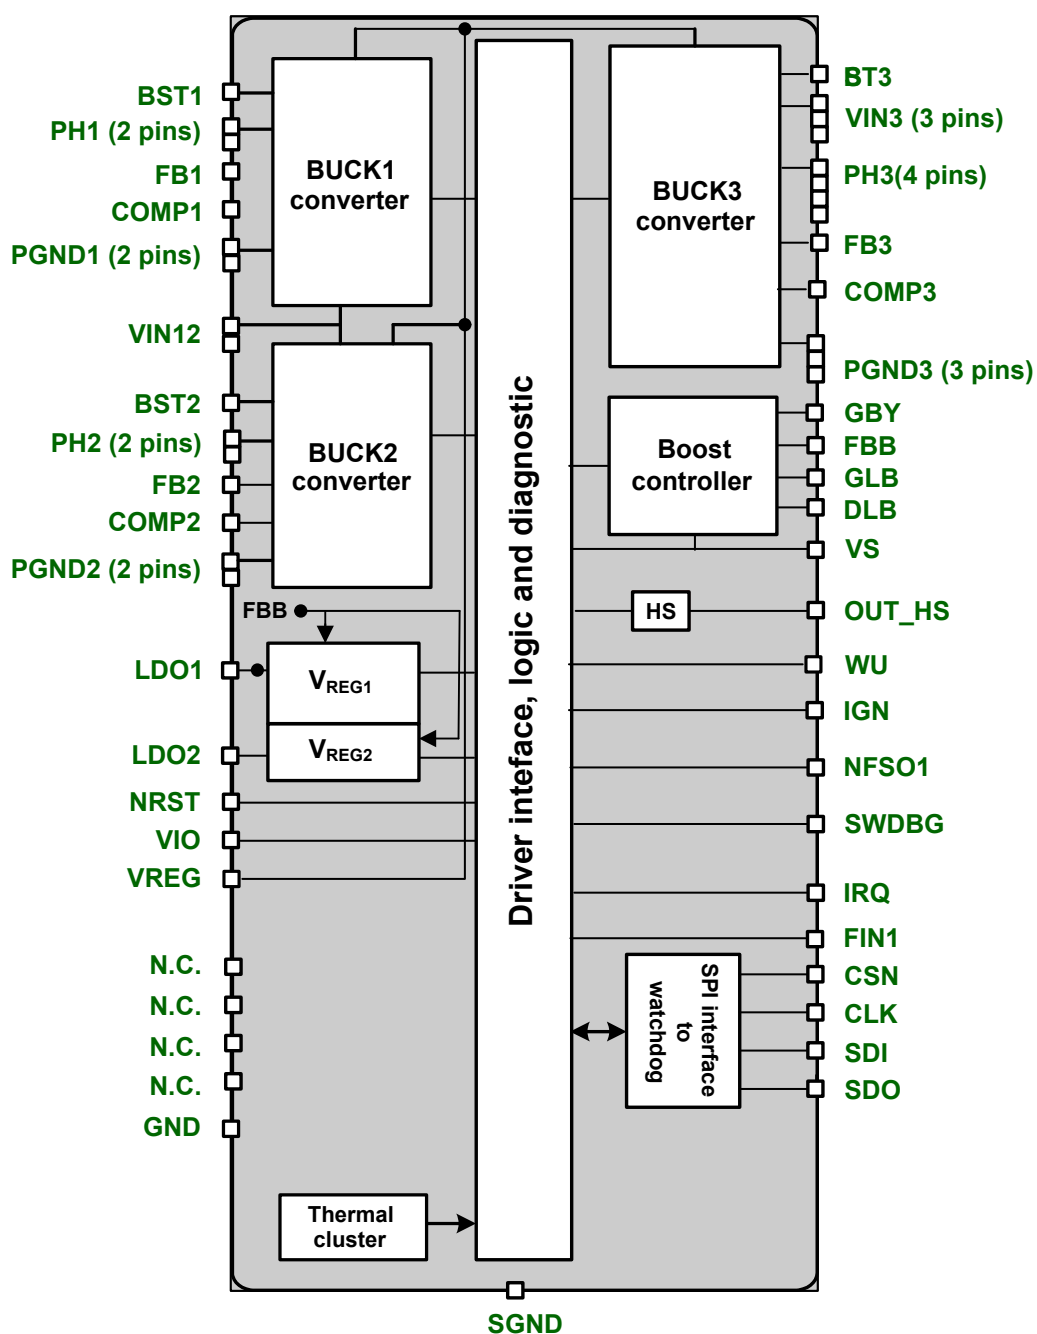 BST1
PH1 (2 pins)
FB1
COMP1
PGND1 (2 pins)
VIN12
BST2
PH2 (2 pins)
FB2
COMP2
PGND2 (2 pins)
LDO1
LDO2
NRST
VIO
VREG
N.C.
N.C.
N.C.
N.C.
GND
BUCK1
converter
BUCK2
converter
FBB
VREG1
VREG2
Thermal
cluster
Driver inteface, logic and diagnostic
BUCK3
converter
Boost
controller
HS
SPI interface
to
watchdog
BT3
VIN3 (3 pins)
PH3(4 pins)
FB3
COMP3
PGND3 (3 pins)
GBY
FBB
GLB
DLB
VS
OUT_HS
WU
IGN
NFSO1
SWDBG
IRQ
FIN1
CSN
CLK
SDI
SDO
SGND